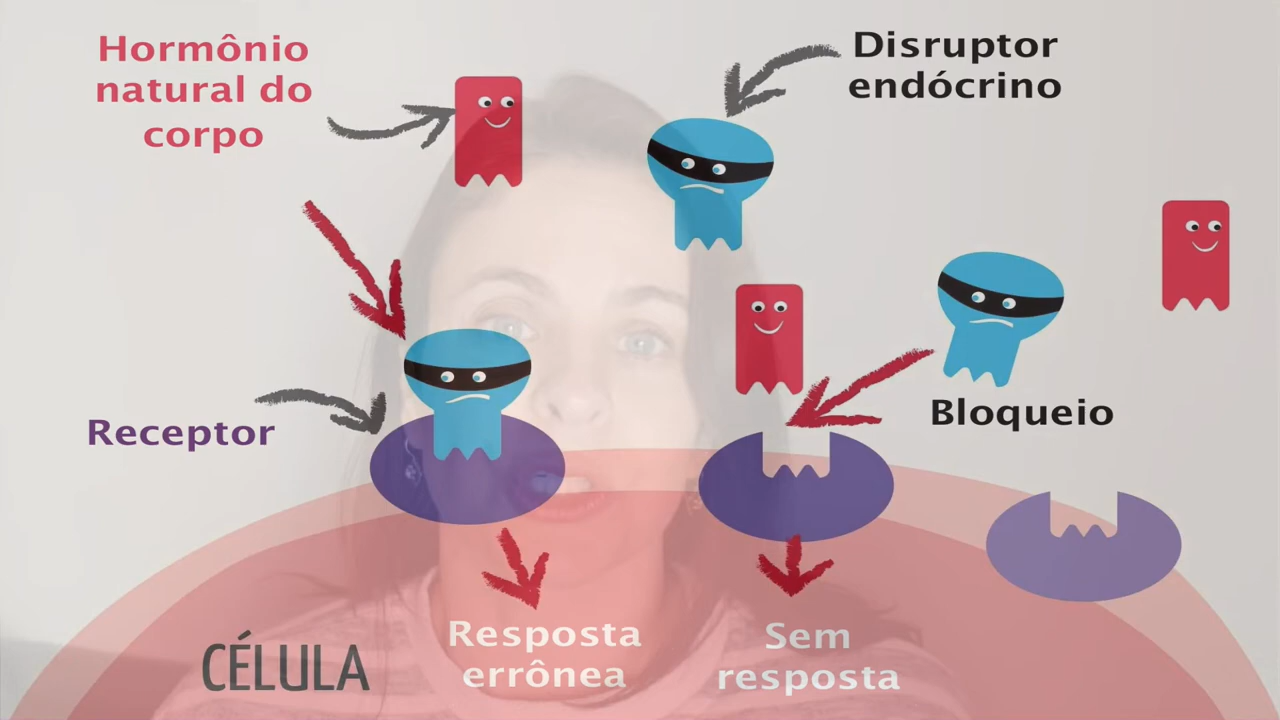 Hormônio
natural do
corpo
Disruptor
endócrino
Receptor
Bloqueio
Resposta
errônea
Sem
resposta
CÉLULA